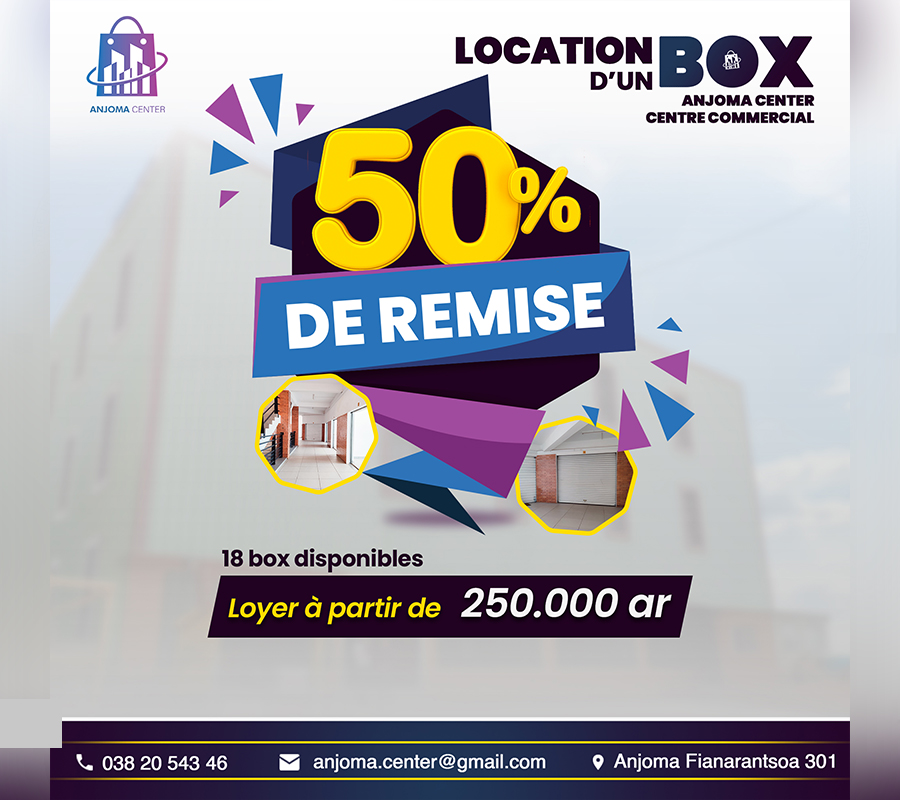 ANJOMA CENTER
LOCATION
D'UN BOX
ANJOMA CENTER
CENTRE COMMERCIAL
50%
DE REMISE
18 box disponibles
Loyer à partir de 250.000 ar
038 20 543 46
anjoma.center@gmail.com
Anjoma Fianarantsoa 301